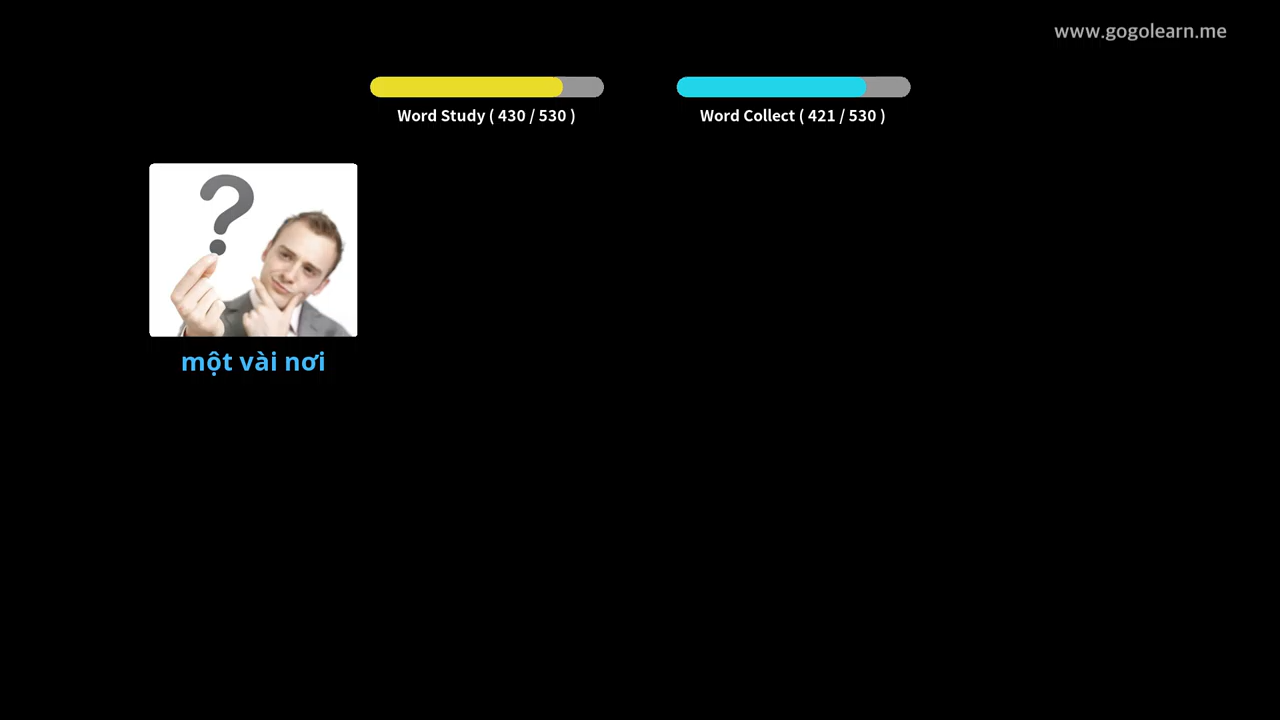 www.gogolearn.me
Word Study ( 430 / 530 )
Word Collect ( 421 / 530 )
?
một vài nơi